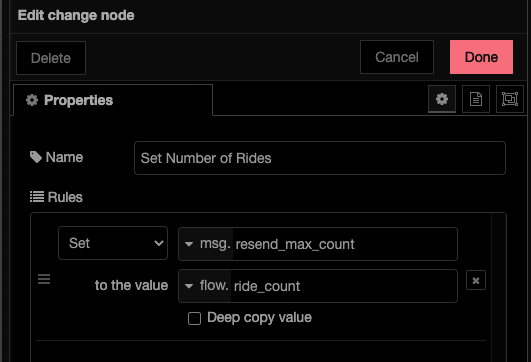 Edit change node
Delete
Cancel
Done
Properties
Name
Set Number of Rides
Rules
Set
msg. resend_max_count
to the value
flow. ride_count
Deep copy value